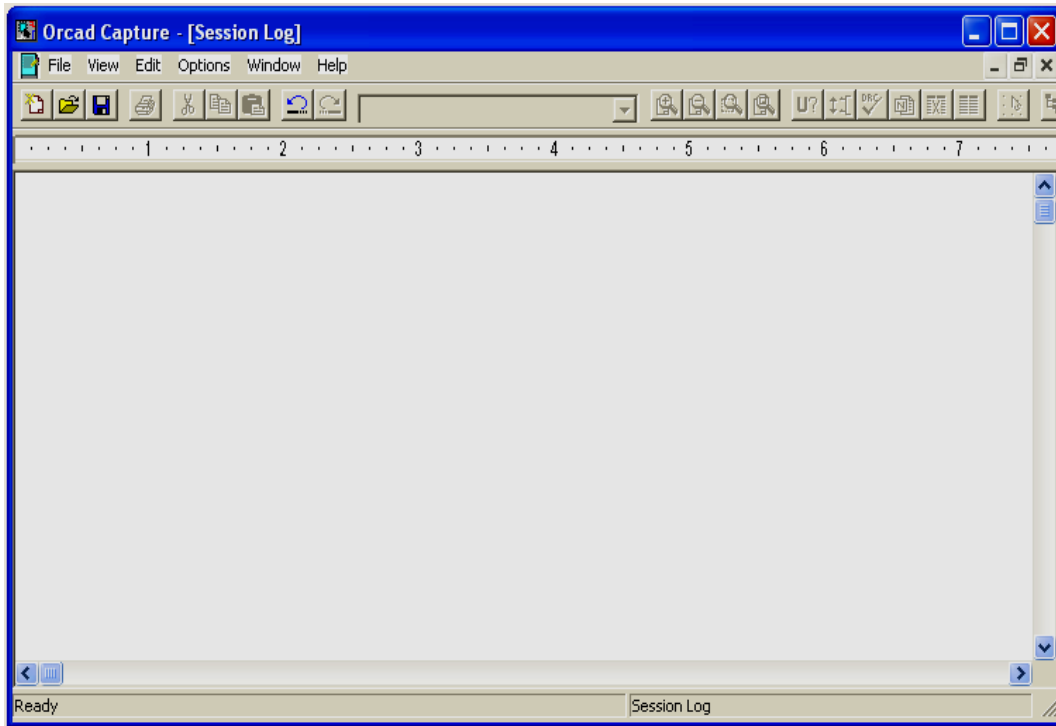 Orcad Capture - [Session Log]
File View Edit Options Window Help
U? DRC N
1 2 3 4 5 6 7
Ready Session Log